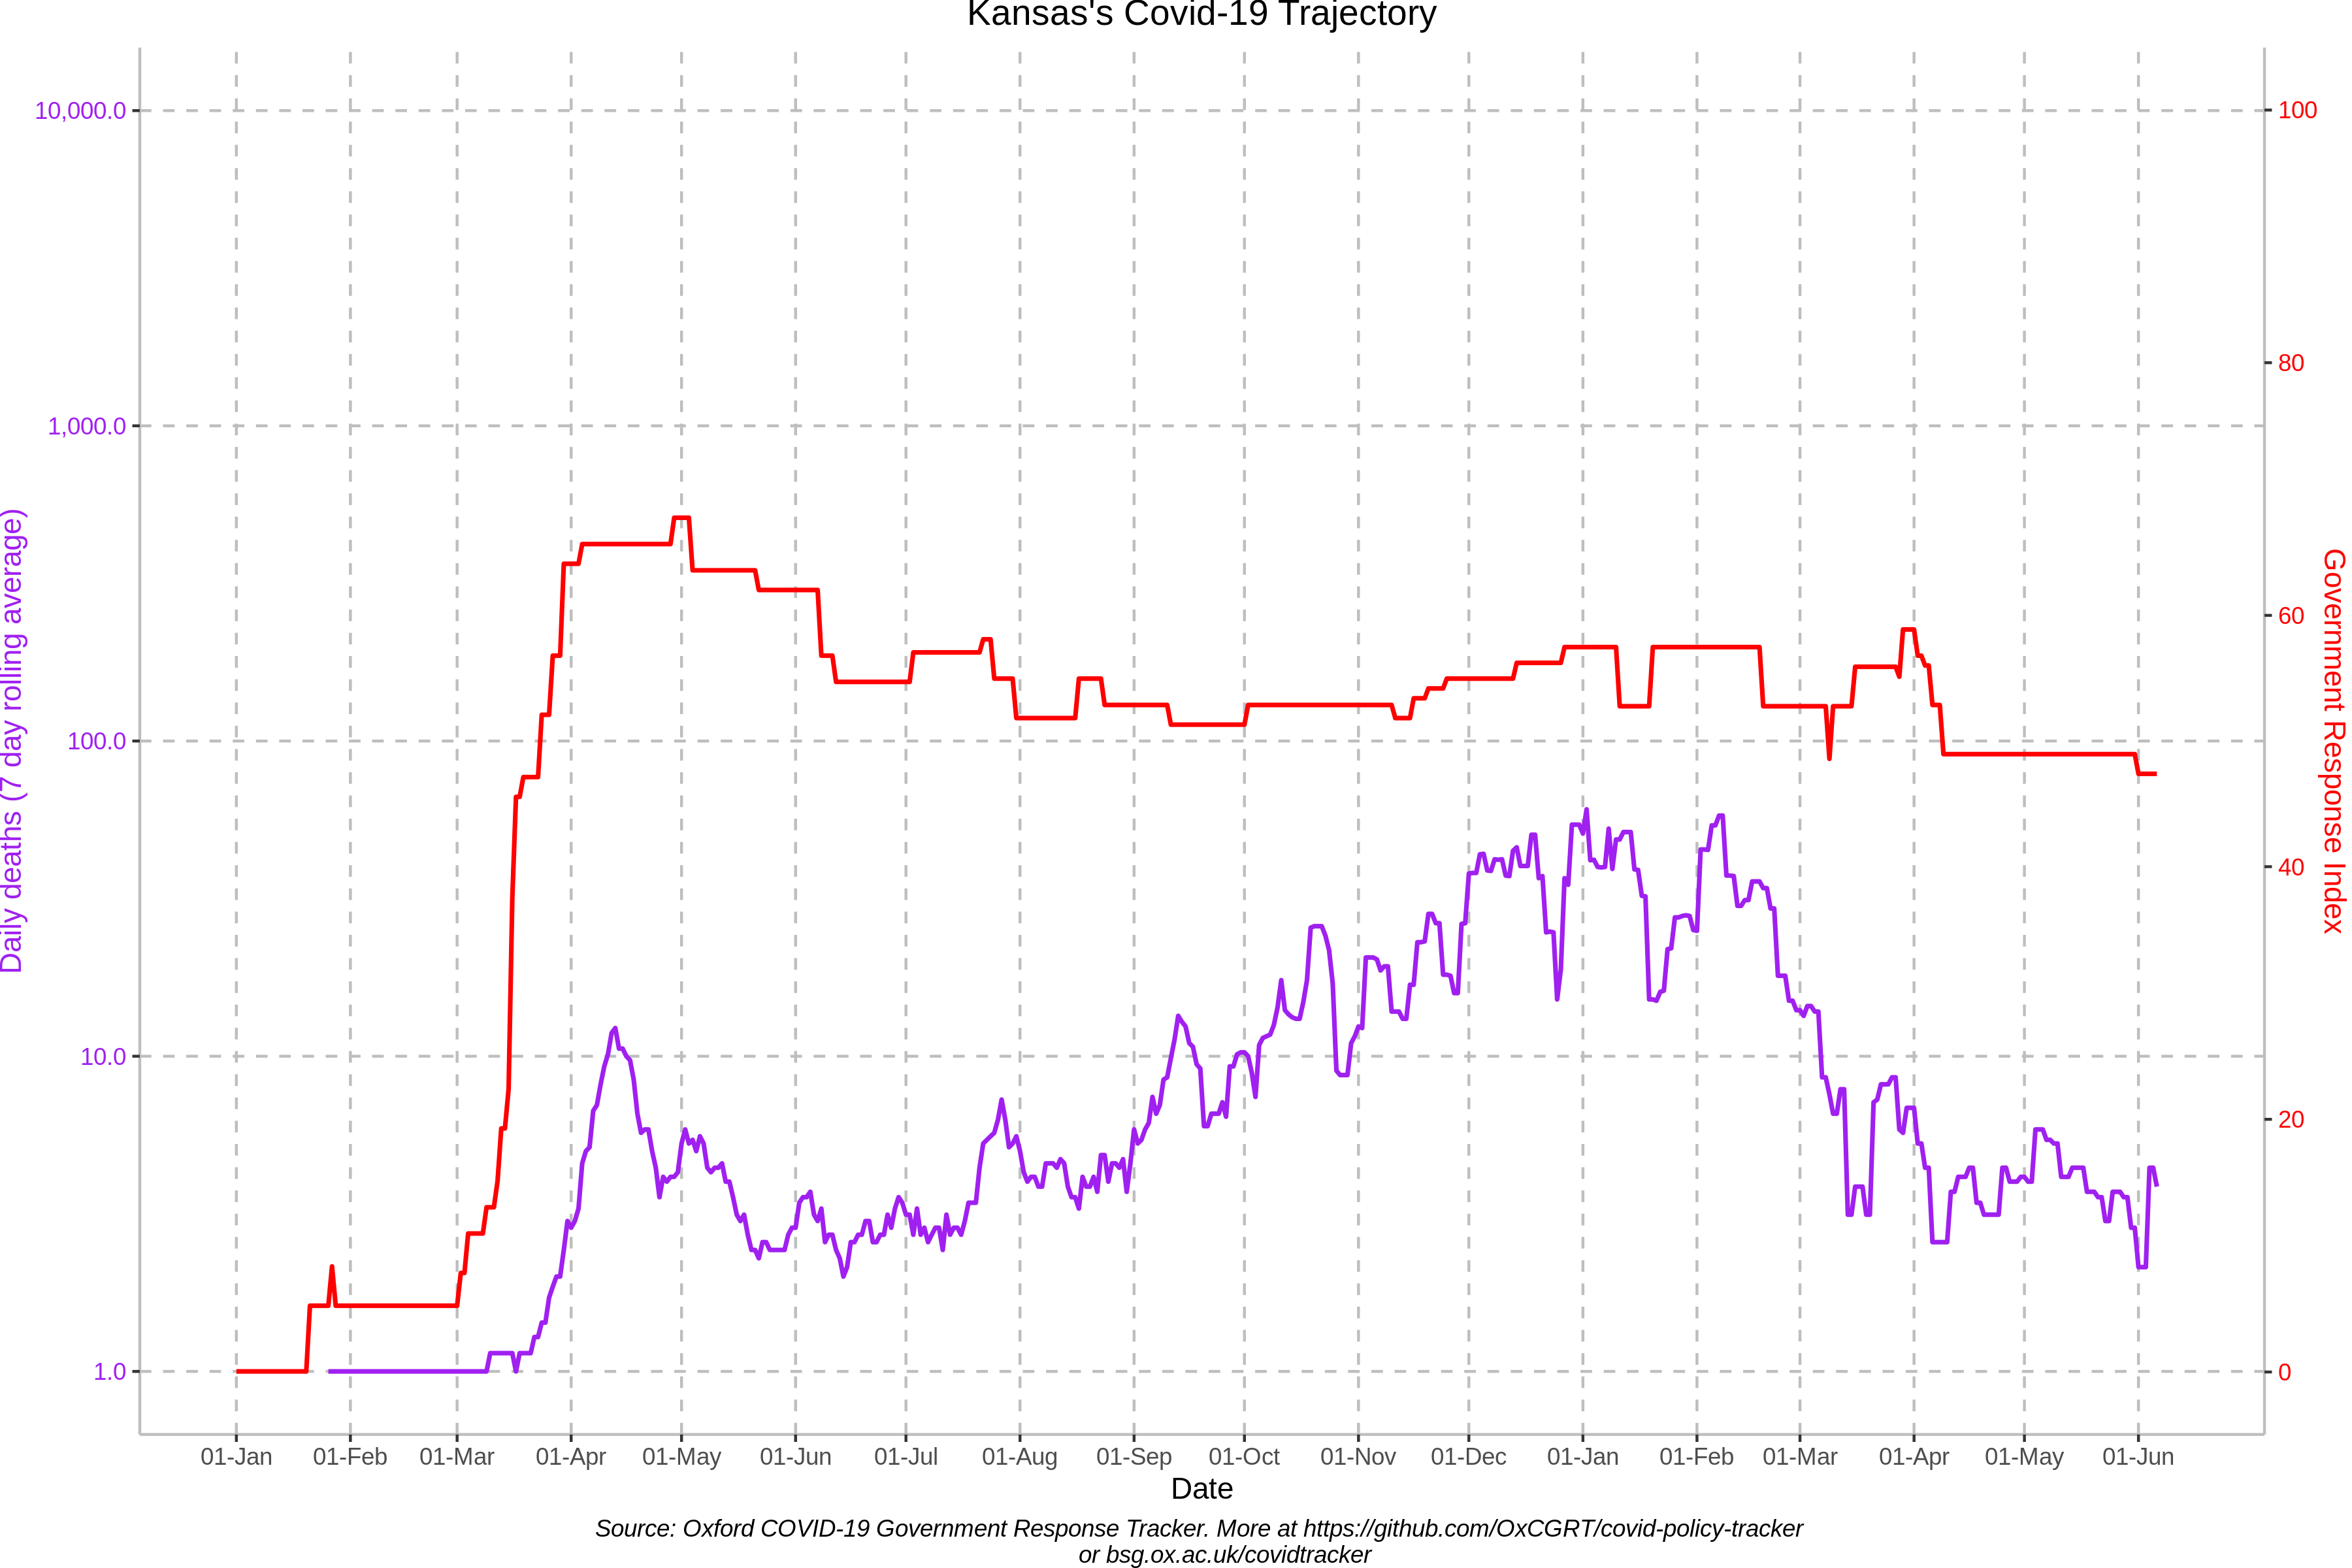 Kansas's Covid-19 Trajectory
10,000.0
1,000.0
100.0
10.0
1.0
Daily deaths (7 day rolling average)
100
80
60
40
20
0
Government Response Index
01-Jan 01-Feb 01-Mar 01-Apr 01-May 01-Jun 01-Jul 01-Aug 01-Sep 01-Oct 01-Nov 01-Dec 01-Jan 01-Feb 01-Mar 01-Apr 01-May 01-Jun
Date
Source: Oxford COVID-19 Government Response Tracker. More at https://github.com/OxCGRT/covid-policy-tracker
or bsg.ox.ac.uk/covidtracker